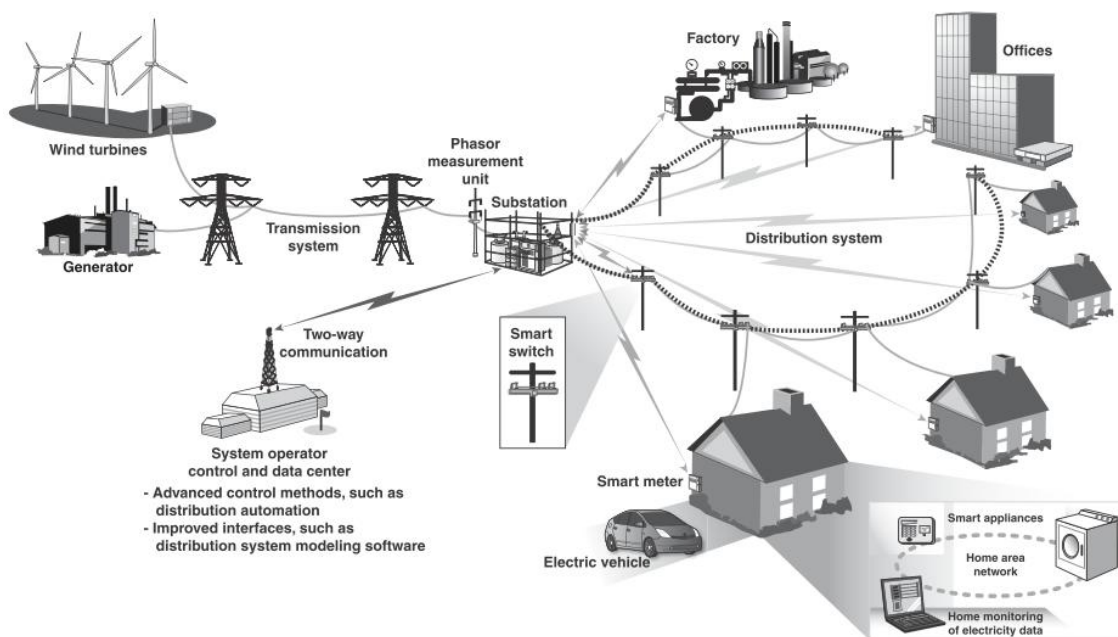 Factory
Offices
Wind turbines
Phasor
measurement
unit
Substation
Transmission
system
Generator
Distribution system
Two-way
communication
Smart
switch
System operator
control and data center
- Advanced control methods, such as
distribution automation
- Improved interfaces, such as
distribution system modeling software
Smart meter
Electric vehicle
Smart appliances
Home area
network
Home monitoring
of electricity data